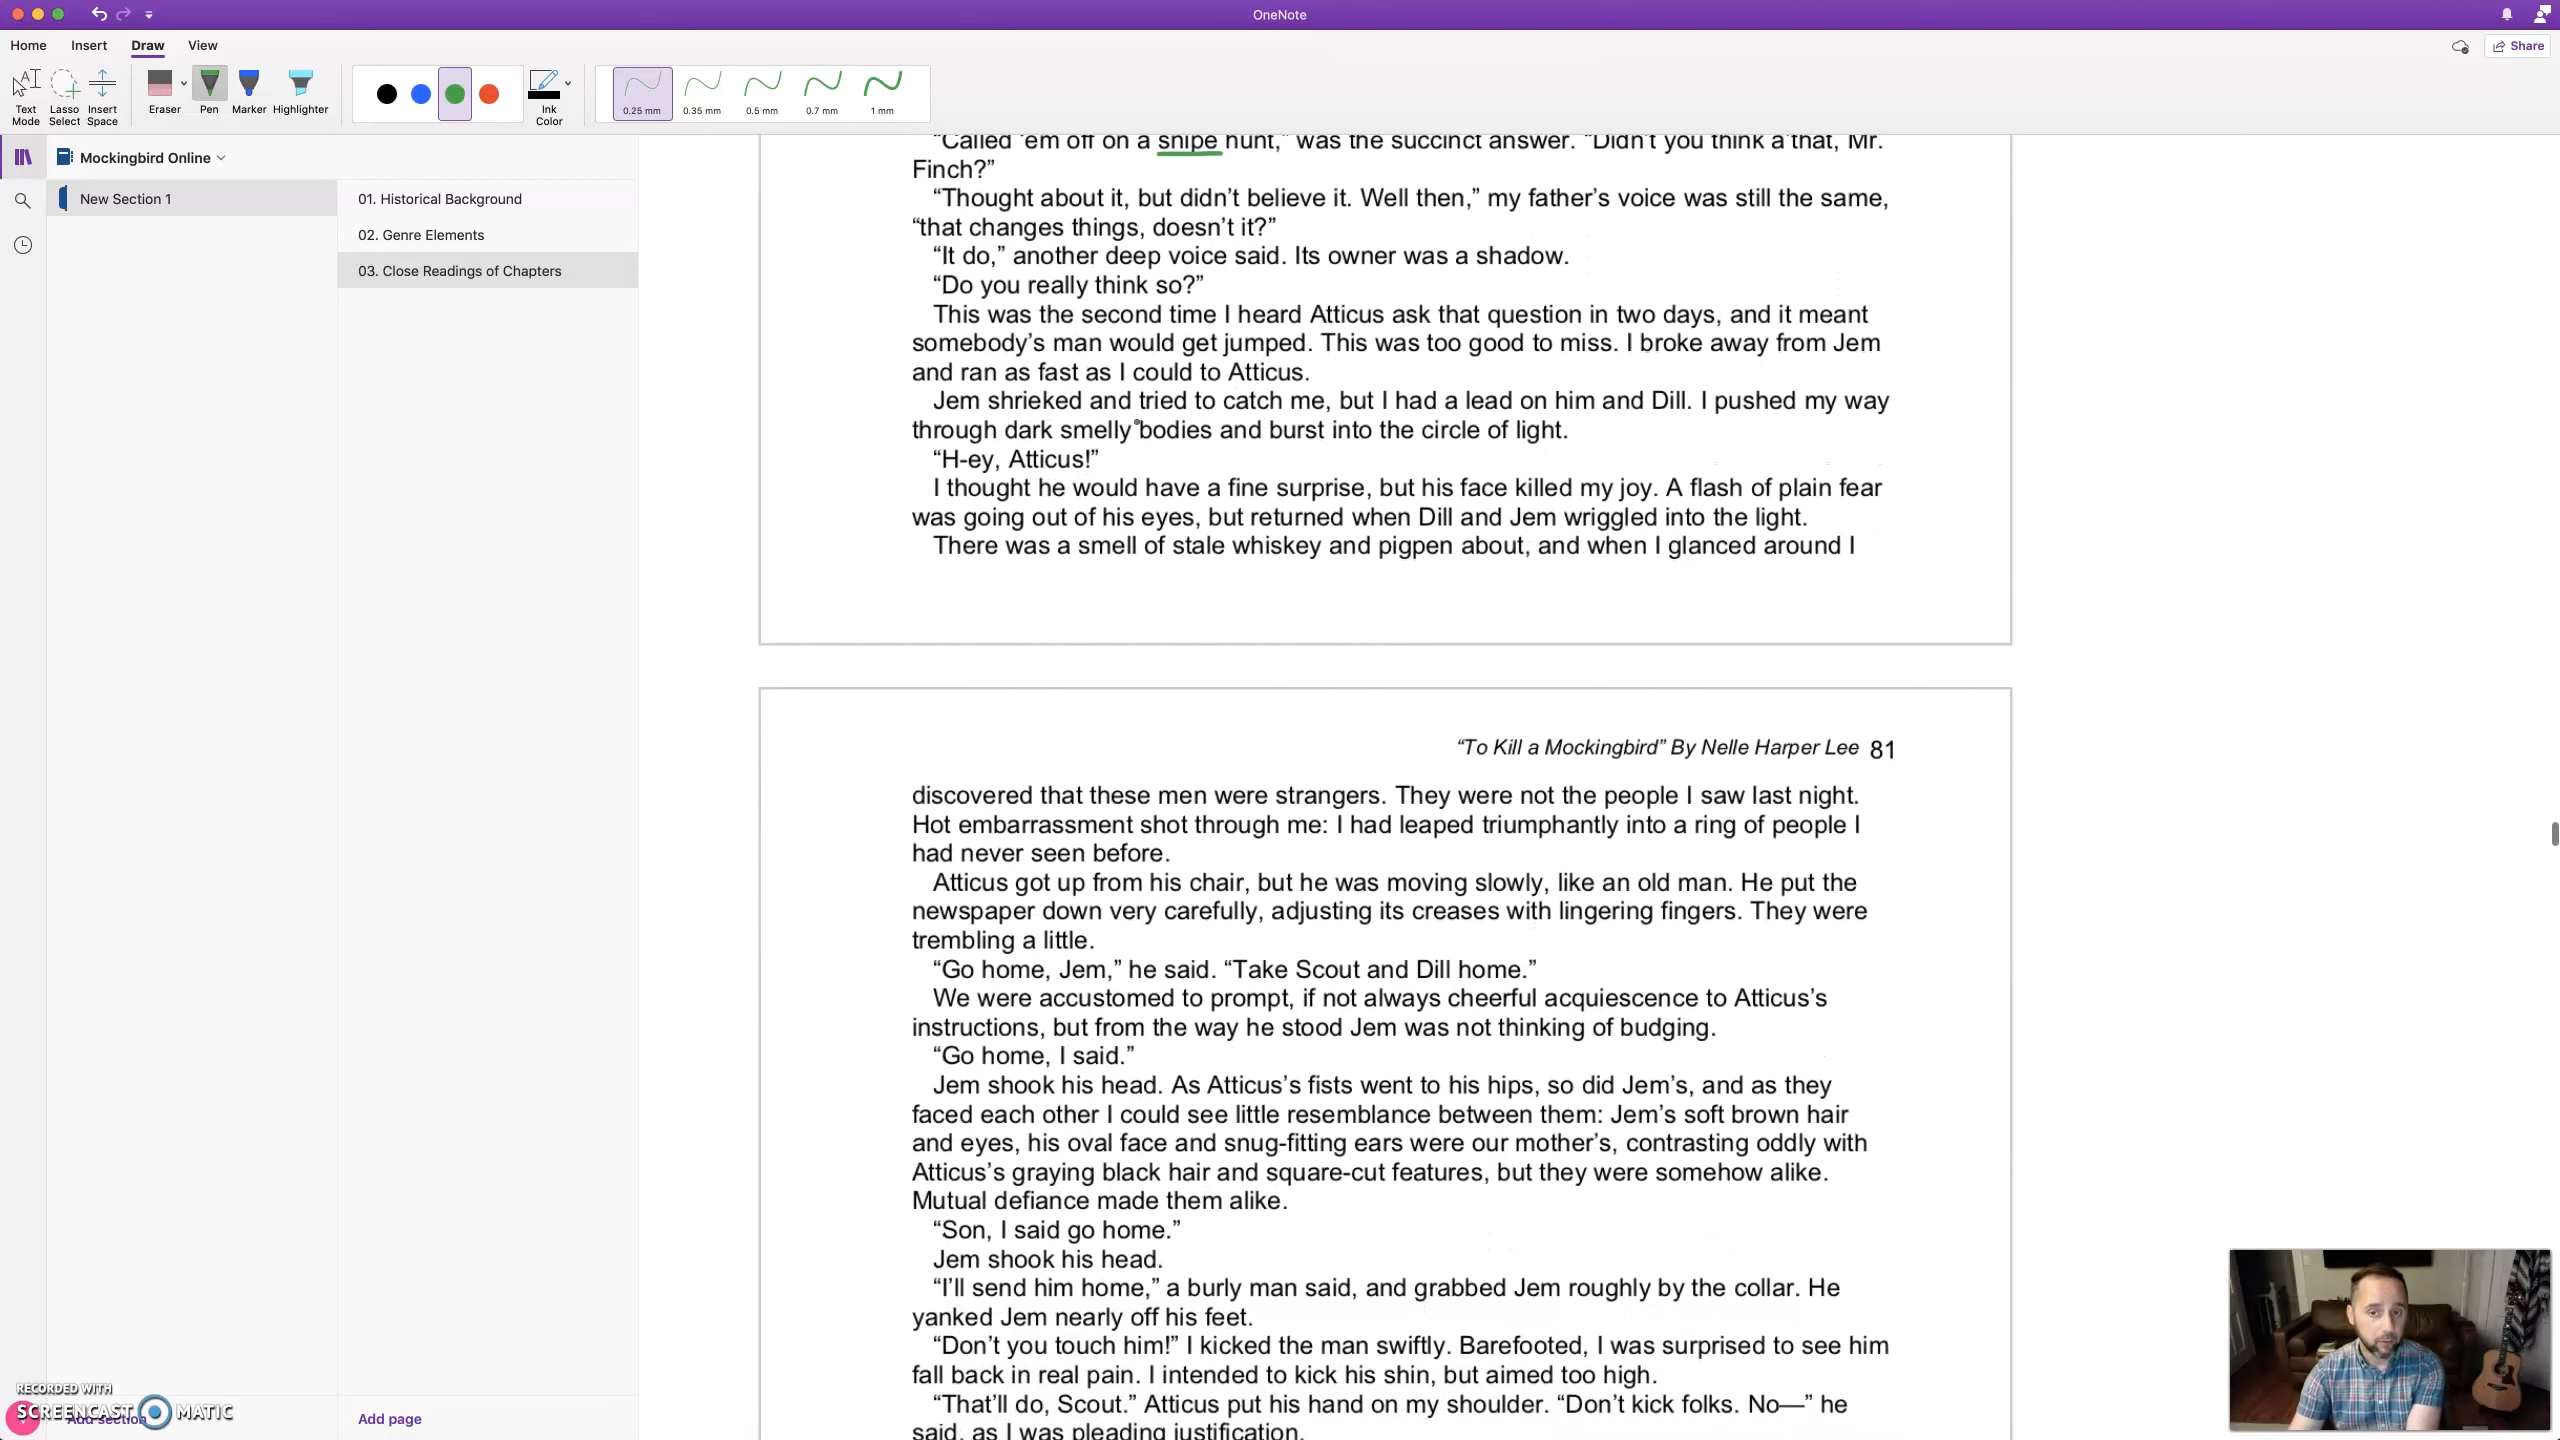 OneNote
Home Insert Draw View
Share
Text Mode
Lasso Select
Insert Space
Eraser
Pen
Marker
Highlighter
Ink Color
0.25 mm
0.35 mm
0.5 mm
0.7 mm
1 mm
Mockingbird Online
New Section 1
01. Historical Background
02. Genre Elements
03. Close Readings of Chapters
“Called ’em off on a snipe hunt,” was the succinct answer. “Didn’t you think a’that, Mr.
Finch?”
“Thought about it, but didn’t believe it. Well then,” my father’s voice was still the same,
“that changes things, doesn’t it?”
“It do,” another deep voice said. Its owner was a shadow.
“Do you really think so?”
This was the second time I heard Atticus ask that question in two days, and it meant
somebody’s man would get jumped. This was too good to miss. I broke away from Jem
and ran as fast as I could to Atticus.
Jem shrieked and tried to catch me, but I had a lead on him and Dill. I pushed my way
through dark smelly bodies and burst into the circle of light.
“H-ey, Atticus!”
I thought he would have a fine surprise, but his face killed my joy. A flash of plain fear
was going out of his eyes, but returned when Dill and Jem wriggled into the light.
There was a smell of stale whiskey and pigpen about, and when I glanced around I
“To Kill a Mockingbird” By Nelle Harper Lee 81
discovered that these men were strangers. They were not the people I saw last night.
Hot embarrassment shot through me: I had leaped triumphantly into a ring of people I
had never seen before.
Atticus got up from his chair, but he was moving slowly, like an old man. He put the
newspaper down very carefully, adjusting its creases with lingering fingers. They were
trembling a little.
“Go home, Jem,” he said. “Take Scout and Dill home.”
We were accustomed to prompt, if not always cheerful acquiescence to Atticus’s
instructions, but from the way he stood Jem was not thinking of budging.
“Go home, I said.”
Jem shook his head. As Atticus’s fists went to his hips, so did Jem’s, and as they
faced each other I could see little resemblance between them: Jem’s soft brown hair
and eyes, his oval face and snug-fitting ears were our mother’s, contrasting oddly with
Atticus’s graying black hair and square-cut features, but they were somehow alike.
Mutual defiance made them alike.
“Son, I said go home.”
Jem shook his head.
“I’ll send him home,” a burly man said, and grabbed Jem roughly by the collar. He
yanked Jem nearly off his feet.
“Don’t you touch him!” I kicked the man swiftly. Barefooted, I was surprised to see him
fall back in real pain. I intended to kick his shin, but aimed too high.
“That’ll do, Scout.” Atticus put his hand on my shoulder. “Don’t kick folks. No—” he
said, as I was pleading justification.
RECORDED WITH
SCREENCAST MATIC
Add section
Add page